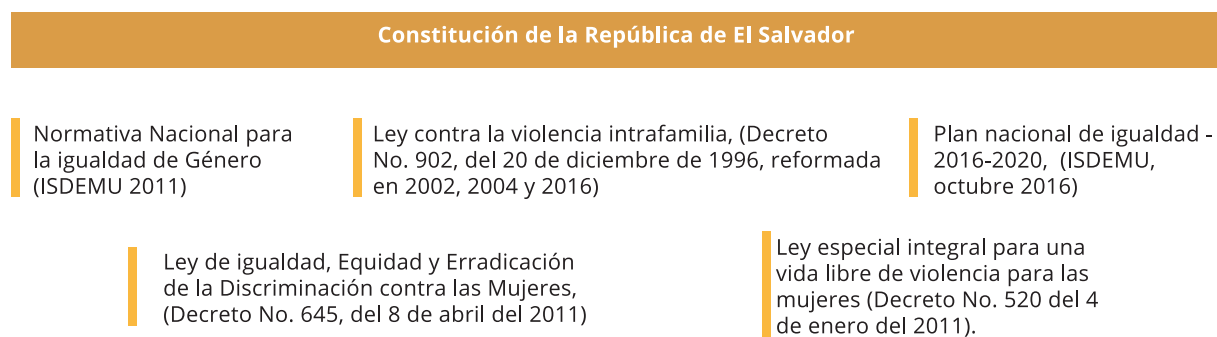 Constitución de la República de El Salvador
Normativa Nacional para
la igualdad de Género
(ISDEMU 2011)
Ley contra la violencia intrafamilia, (Decreto
No. 902, del 20 de diciembre de 1996, reformada
en 2002, 2004 y 2016)
Plan nacional de igualdad -
2016-2020, (ISDEMU,
octubre 2016)
Ley de igualdad, Equidad y Erradicación
de la Discriminación contra las Mujeres,
(Decreto No. 645, del 8 de abril del 2011)
Ley especial integral para una
vida libre de violencia para las
mujeres (Decreto No. 520 del 4
de enero del 2011).